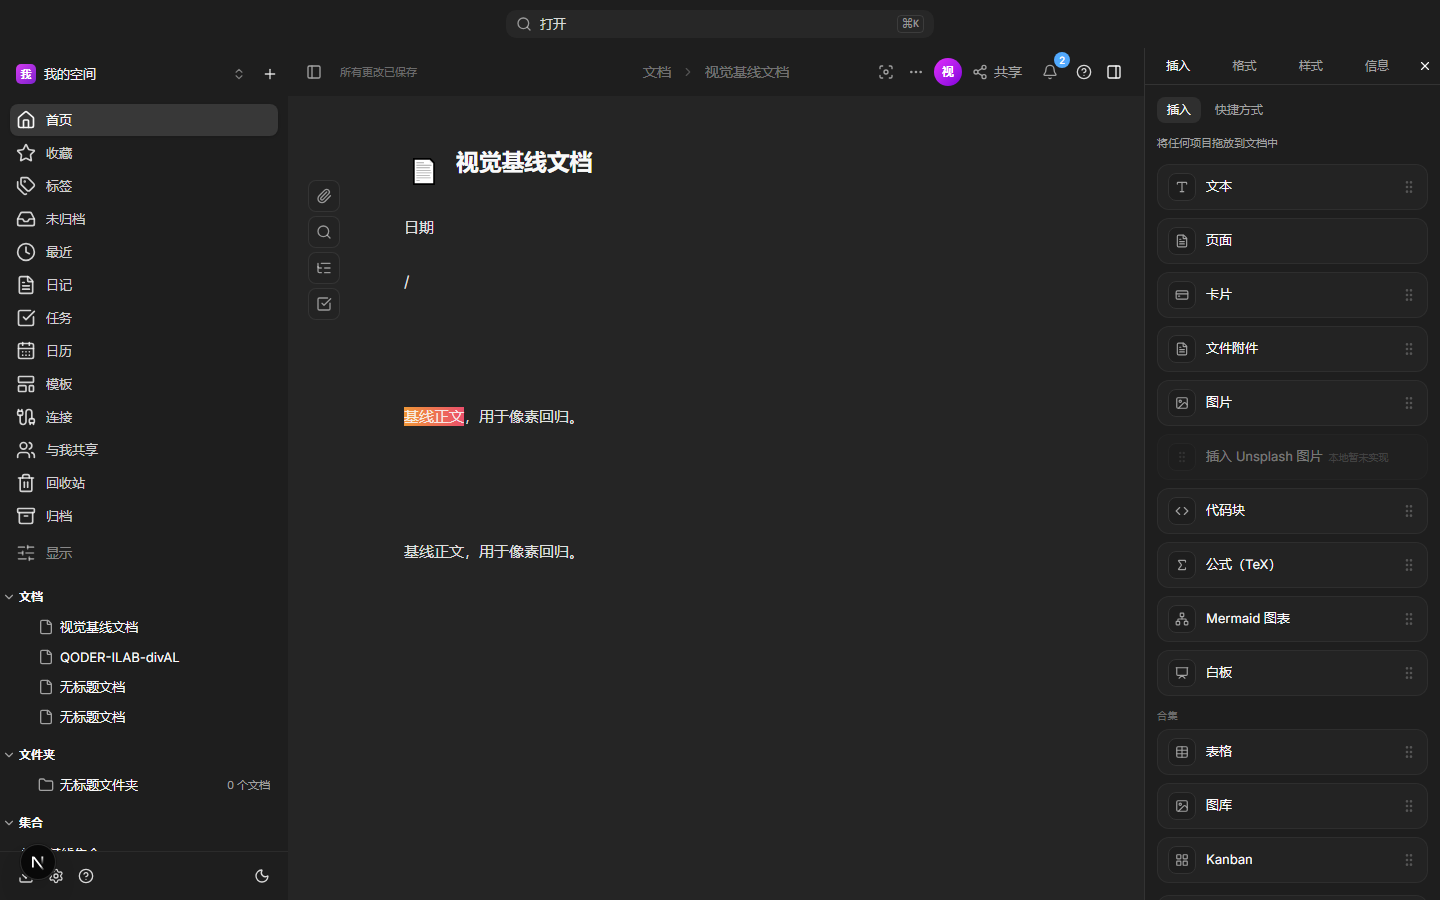 打开
⌘K
我
我的空间
首页
收藏
标签
未归档
最近
日记
任务
日历
模板
连接
与我共享
回收站
归档
显示
文档
视觉基线文档
QODER-ILAB-divAL
无标题文档
无标题文档
文件夹
无标题文件夹
0 个文档
集合
N
所有更改已保存
文档
视觉基线文档
视
共享
2
视觉基线文档
日期
/
基线正文，用于像素回归。
基线正文，用于像素回归。
插入
格式
样式
信息
插入
快捷方式
将任何项目拖放到文档中
文本
页面
卡片
文件附件
图片
插入 Unsplash 图片 本地暂未实现
代码块
公式（TeX）
Mermaid 图表
白板
合集
表格
图库
Kanban